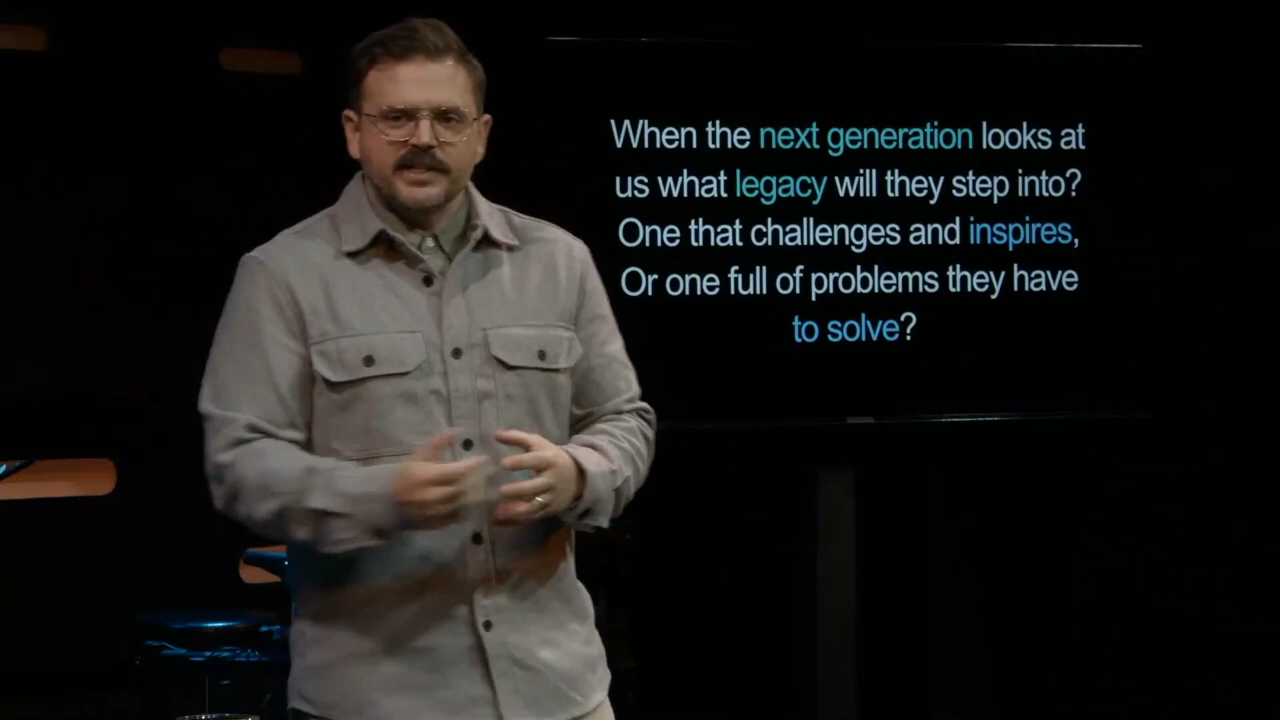 When the next generation looks at
us what legacy will they step into?
One that challenges and inspires,
Or one full of problems they have
to solve?